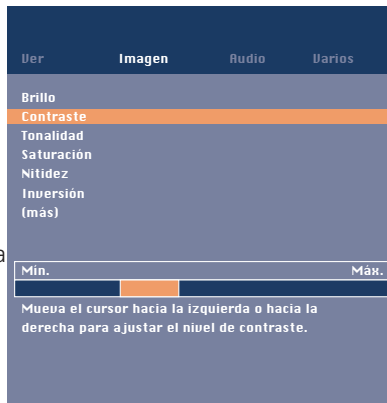 Ver Imagen Audio Varios
Brillo
Contraste
Tonalidad
Saturación
Nitidez
Inversión
(más)
a
Mín. Máx.
Mueva el cursor hacia la izquierda o hacia la
derecha para ajustar el nivel de contraste.